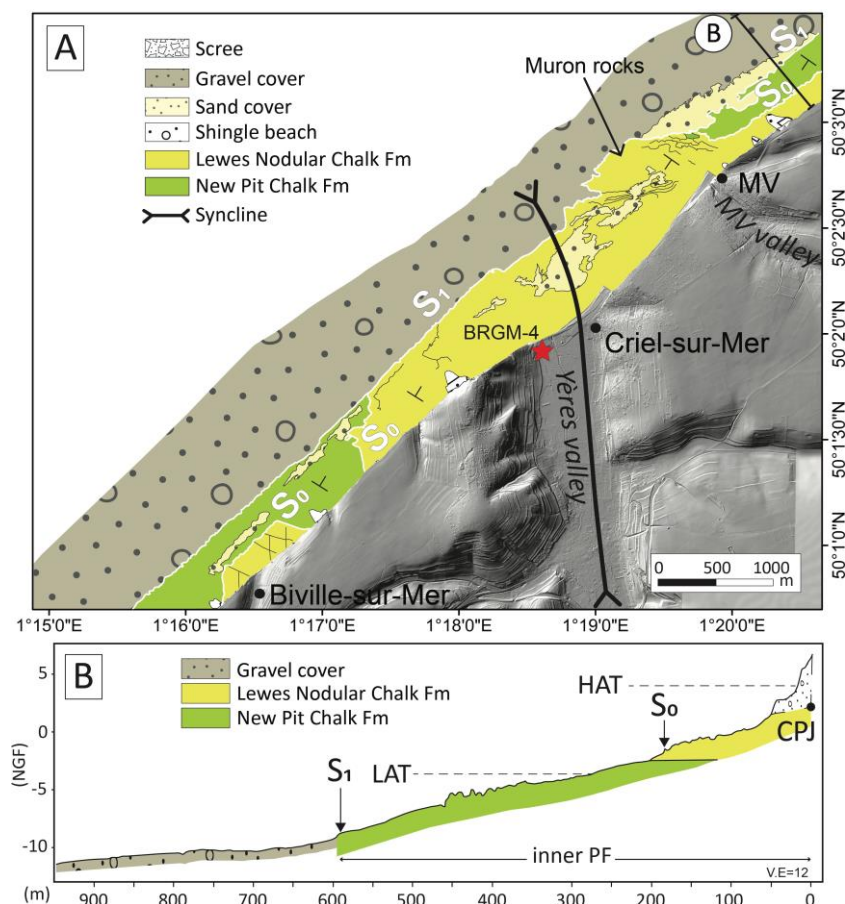 A
Scree
Gravel cover
Sand cover
Shingle beach
Lewes Nodular Chalk Fm
New Pit Chalk Fm
Syncline
B
S₁
S₀
Muron rocks
MV
MV valley
S₁
BRGM-4
Criel-sur-Mer
Yères valley
S₀
S₀
Biville-sur-Mer
0 500 1000
m
50°3'0"N
50°2'30"N
50°20'N
50°13'0"N
50°1'0"N
1°15'0"E 1°16'0"E 1°17'0"E 1°18'0"E 1°19'0"E 1°20'0"E
B
Gravel cover
Lewes Nodular Chalk Fm
New Pit Chalk Fm
5
0
-5
-10
(NGF)
HAT
S₀
CPJ
LAT
S₁
inner PF
V.E=12
(m) 900 800 700 600 500 400 300 200 100 0